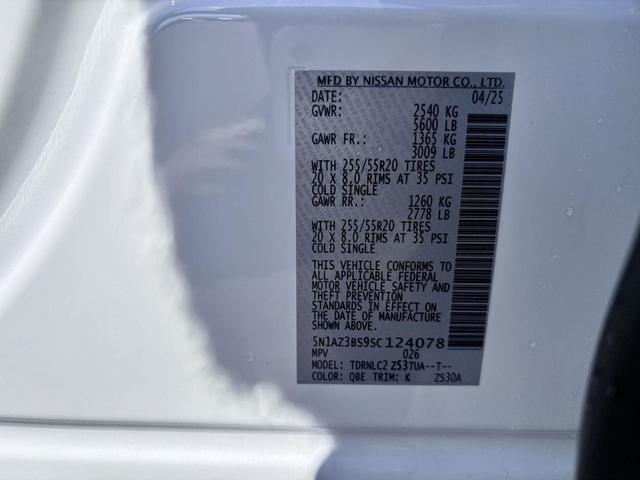 MFD BY NISSAN MOTOR CO., LTD.
DATE: 04/25
GVWR: 2540 KG
5600 LB
GAWR FR.: 1365 KG
3009 LB
WITH 255/55R20 TIRES
20 X 8.0 RIMS AT 35 PSI
COLD SINGLE
GAWR RR.: 1260 KG
2778 LB
WITH 255/55R20 TIRES
20 X 8.0 RIMS AT 35 PSI
COLD SINGLE
THIS VEHICLE CONFORMS TO
ALL APPLICABLE FEDERAL
MOTOR VEHICLE SAFETY AND
THEFT PREVENTION
STANDARDS IN EFFECT ON
THE DATE OF MANUFACTURE
SHOWN ABOVE.
5N1AZ3BS9SC124078
MPV 026
MODEL: TDRNLC2 Z53TUA--T--
COLOR: QBE TRIM: K ZS30A